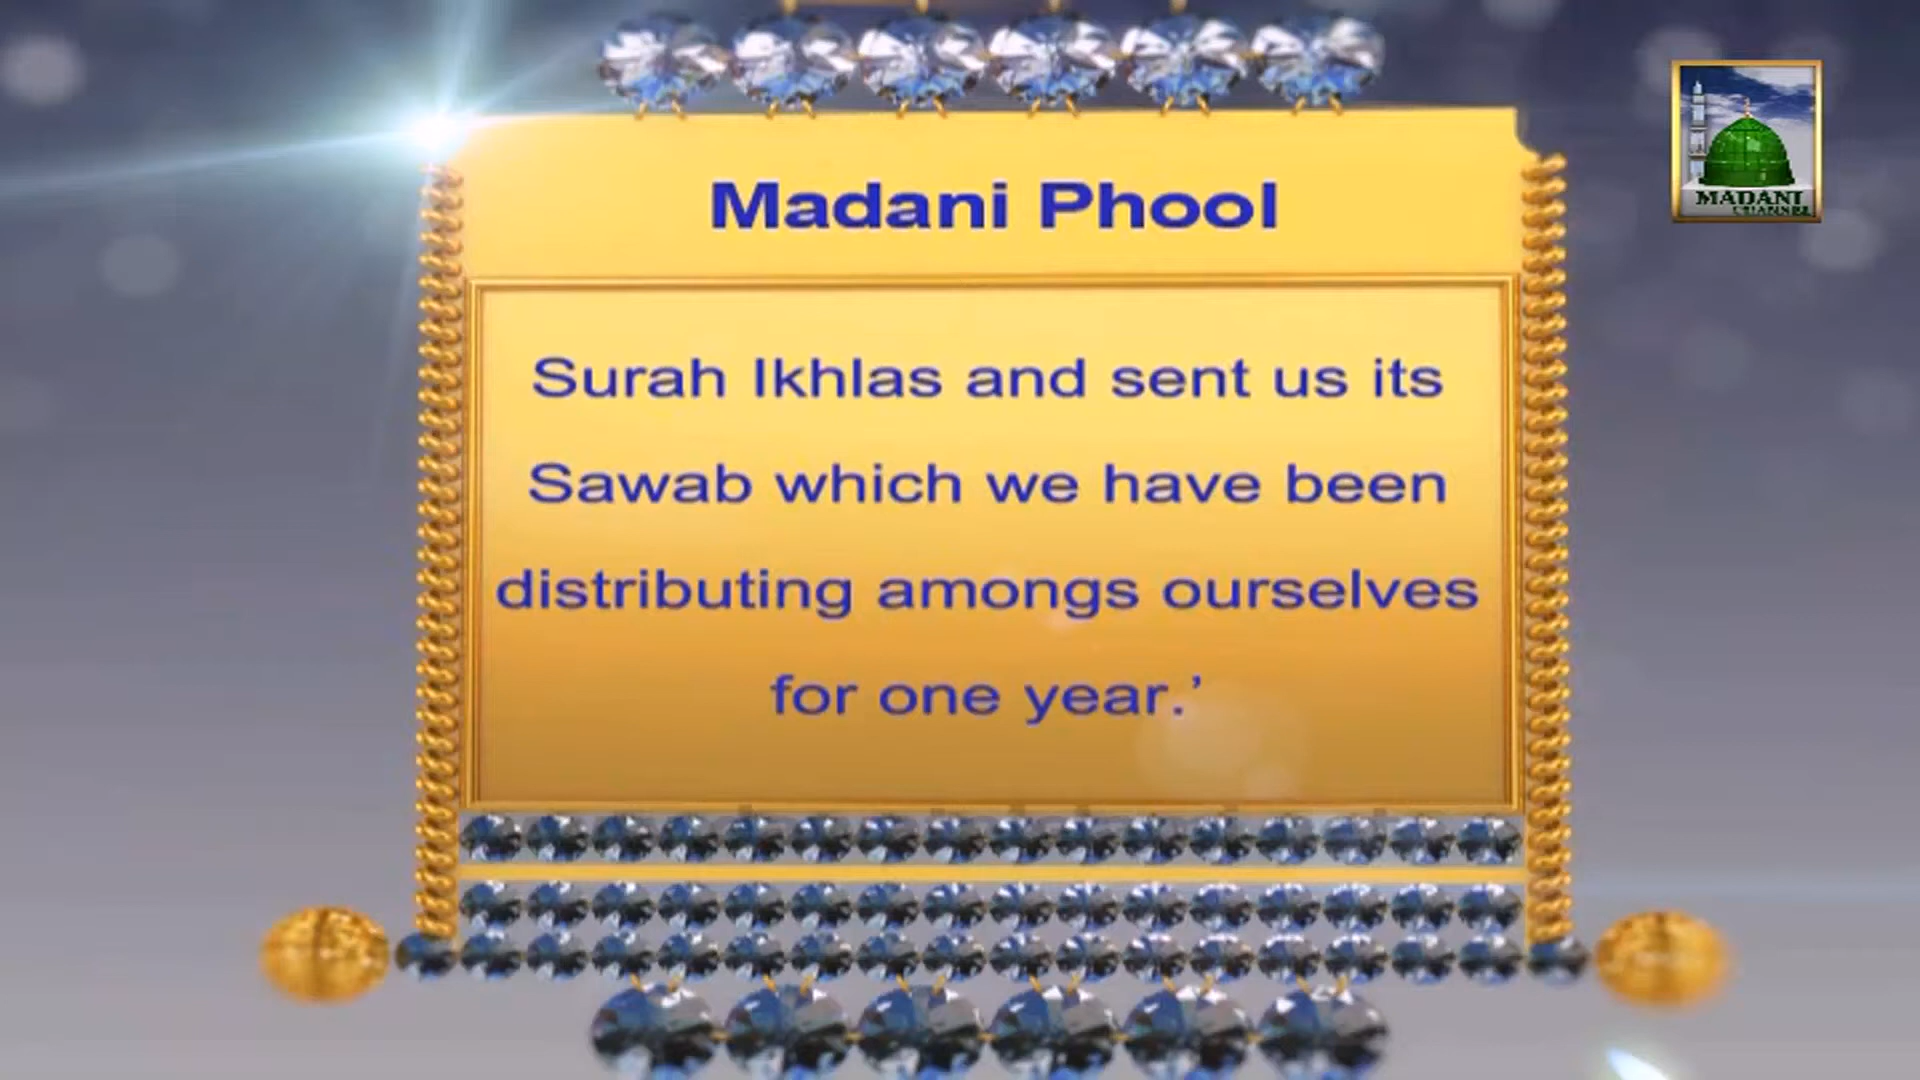 Madani Phool
Surah Ikhlas and sent us its
Sawab which we have been
distributing amongs ourselves
for one year.’
MADANI
CHANNEL